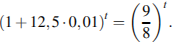 (1 + 12,5 · 0,01)^t = (9/8)^t.